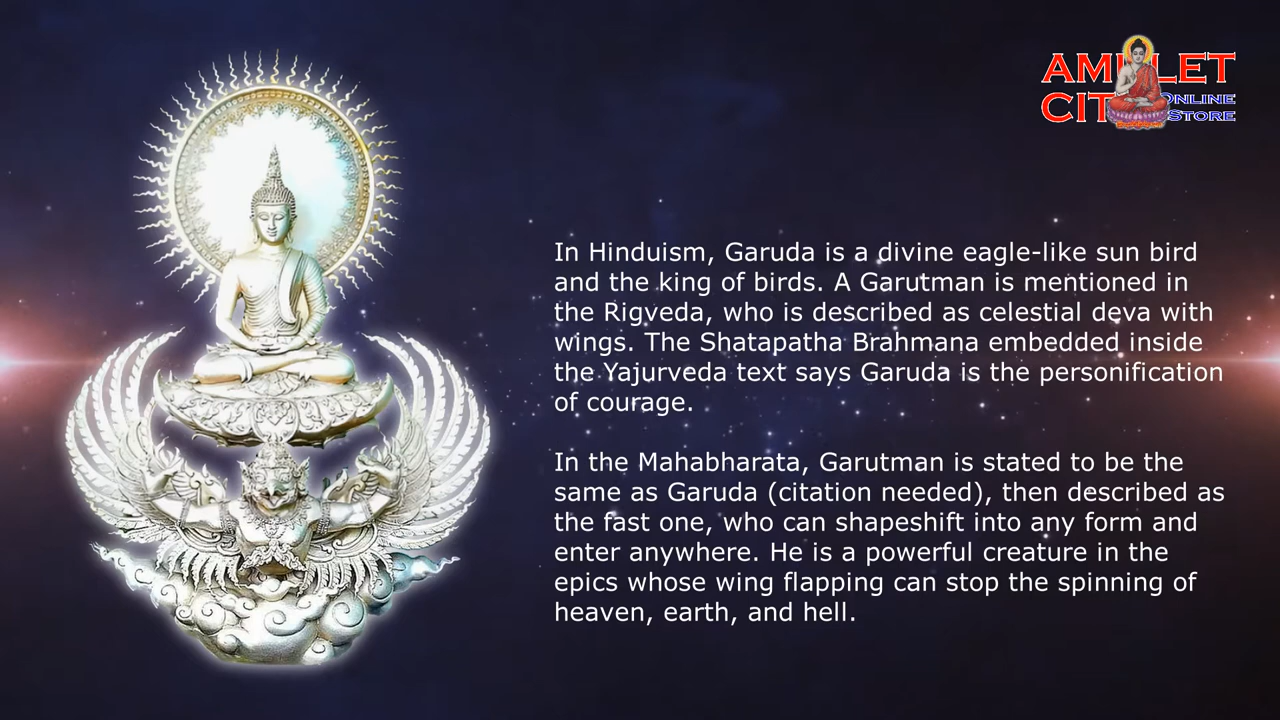 AMULET
CITY ONLINE
STORE
In Hinduism, Garuda is a divine eagle-like sun bird
and the king of birds. A Garutman is mentioned in
the Rigveda, who is described as celestial deva with
wings. The Shatapatha Brahmana embedded inside
the Yajurveda text says Garuda is the personification
of courage.
In the Mahabharata, Garutman is stated to be the
same as Garuda (citation needed), then described as
the fast one, who can shapeshift into any form and
enter anywhere. He is a powerful creature in the
epics whose wing flapping can stop the spinning of
heaven, earth, and hell.